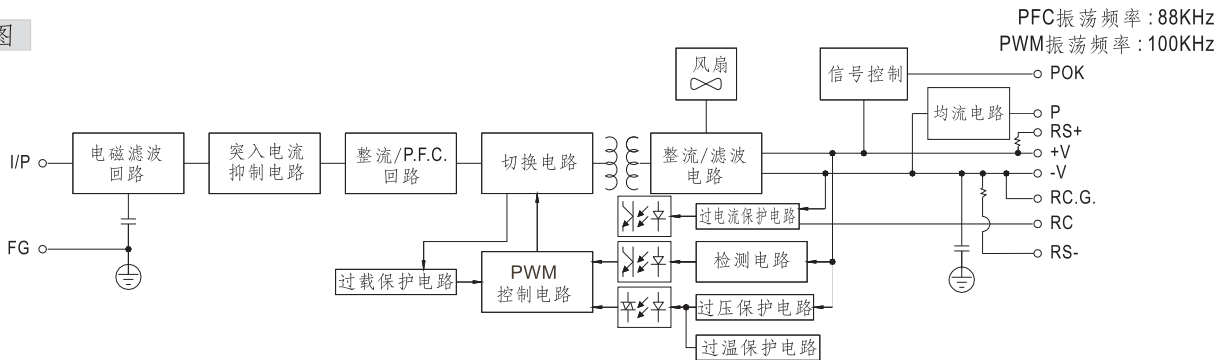 图
PFC振荡频率 : 88KHz
PWM振荡频率 : 100KHz
风扇
信号控制
POK
均流电路
P
RS+
I/P
电磁滤波
回路
突入电流
抑制电路
整流/P.F.C.
回路
切换电路
整流/滤波
电路
+V
-V
RC.G.
过电流保护电路
RC
FG
RS-
过载保护电路
PWM
控制电路
检测电路
过压保护电路
过温保护电路